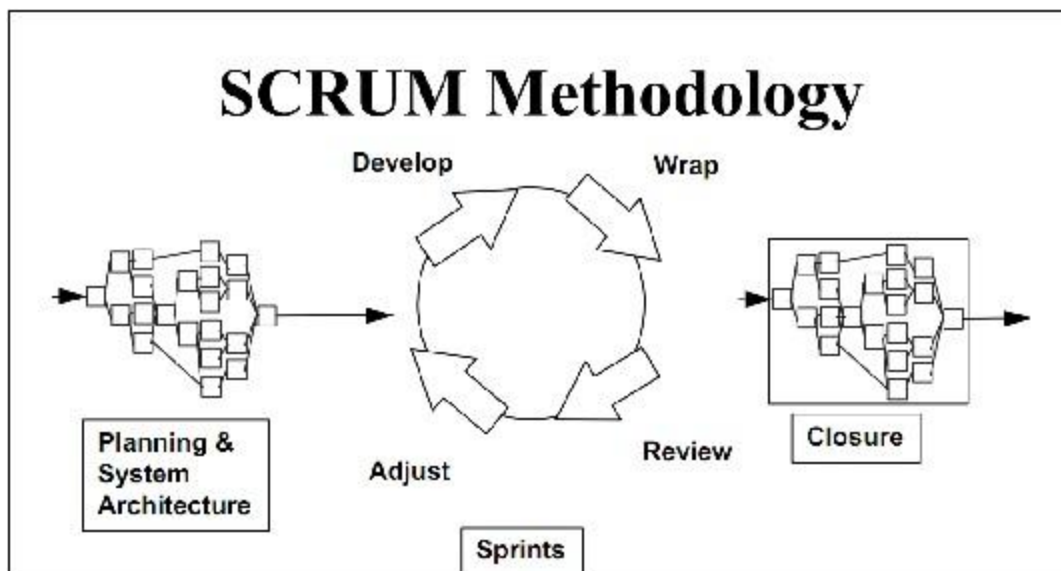 SCRUM Methodology
Develop
Wrap
Planning &
System
Architecture
Adjust
Review
Closure
Sprints